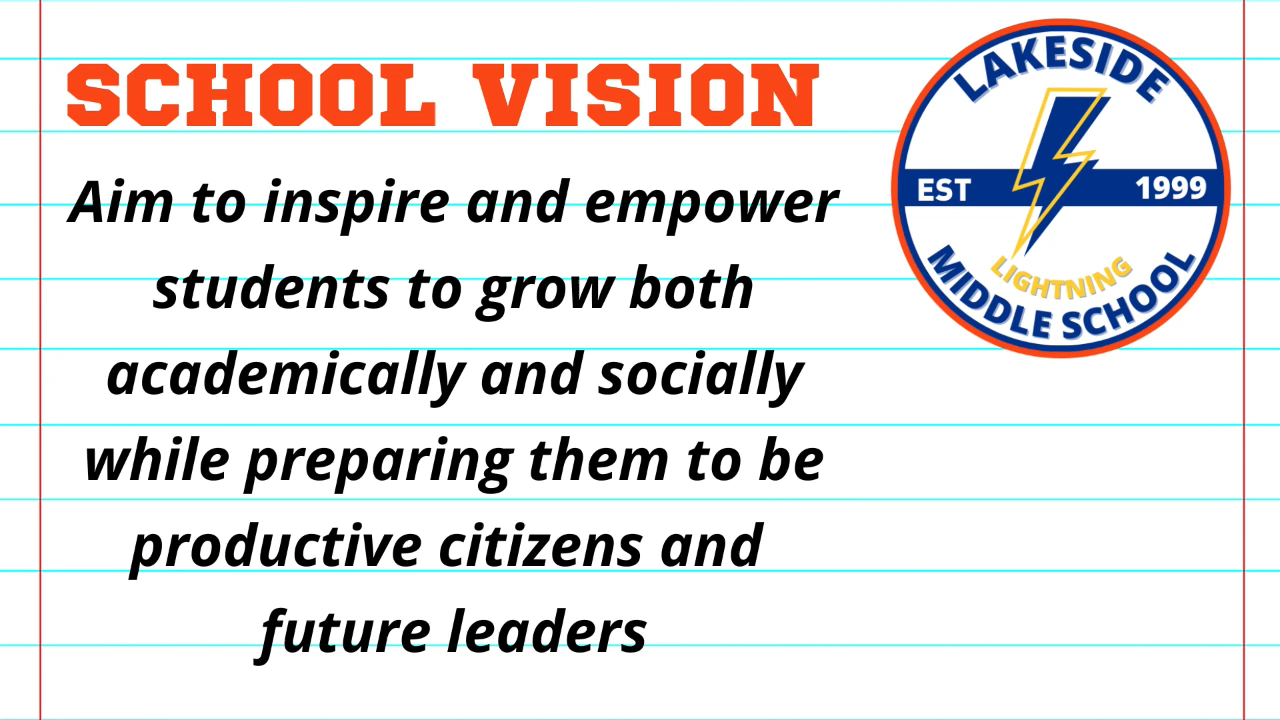 SCHOOL VISION
Aim to inspire and empower
students to grow both
academically and socially
while preparing them to be
productive citizens and
future leaders
LAKESIDE
EST 1999
LIGHTNING
MIDDLE SCHOOL